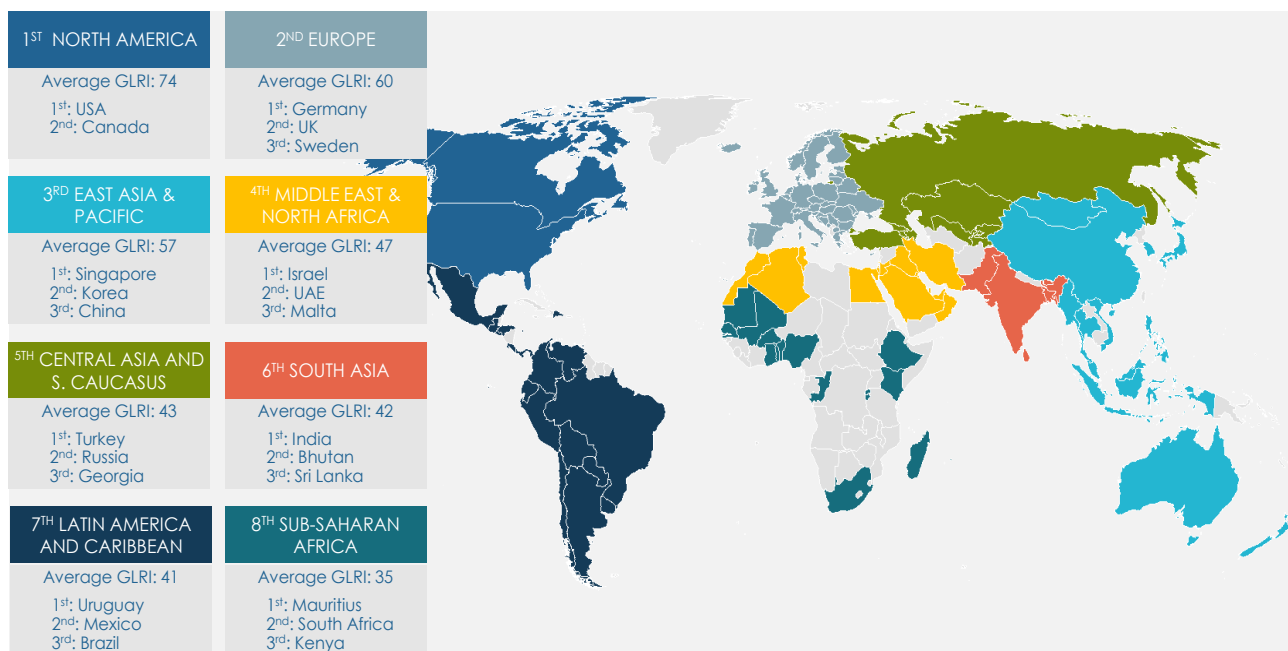 1ST NORTH AMERICA
Average GLRI: 74
1st: USA
2nd: Canada
2ND EUROPE
Average GLRI: 60
1st: Germany
2nd: UK
3rd: Sweden
3RD EAST ASIA &
PACIFIC
Average GLRI: 57
1st: Singapore
2nd: Korea
3rd: China
4TH MIDDLE EAST &
NORTH AFRICA
Average GLRI: 47
1st: Israel
2nd: UAE
3rd: Malta
5TH CENTRAL ASIA AND
S. CAUCASUS
Average GLRI: 43
1st: Turkey
2nd: Russia
3rd: Georgia
6TH SOUTH ASIA
Average GLRI: 42
1st: India
2nd: Bhutan
3rd: Sri Lanka
7TH LATIN AMERICA
AND CARIBBEAN
Average GLRI: 41
1st: Uruguay
2nd: Mexico
3rd: Brazil
8TH SUB-SAHARAN
AFRICA
Average GLRI: 35
1st: Mauritius
2nd: South Africa
3rd: Kenya